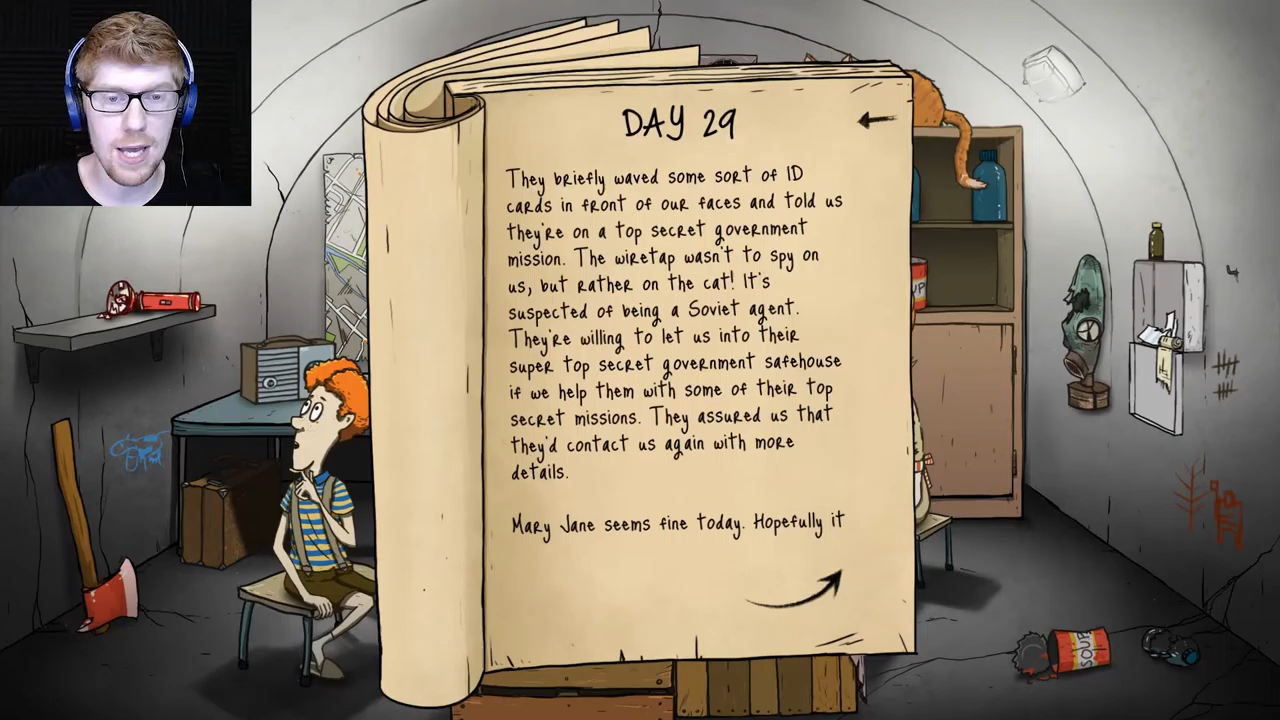 DAY 29
They briefly waved some sort of ID
cards in front of our faces and told us
they're on a top secret government
mission. The wiretap wasn't to spy on
us, but rather on the cat! It's
suspected of being a Soviet agent.
They're willing to let us into their
super top secret government safehouse
if we help them with some of their top
secret missions. They assured us that
they'd contact us again with more
details.
Mary Jane seems fine today. Hopefully it
UP
SOUP